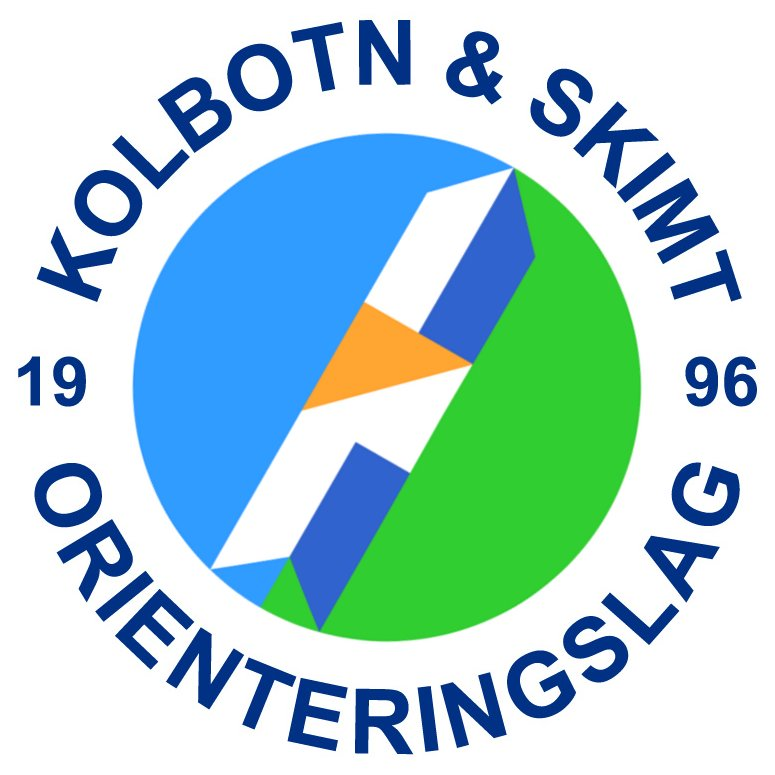 KOLBOTN & SKIMT
19 96
ORIENTERINGSLAG